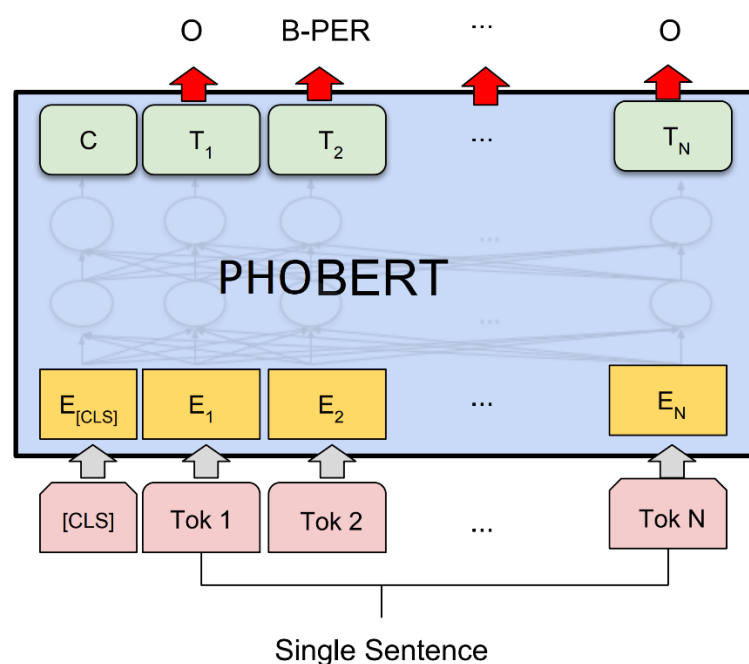 O B-PER ... O
C T1 T2 ... TN
...
PHOBERT
...
E[CLS] E1 E2 ... EN
[CLS] Tok 1 Tok 2 ... Tok N
Single Sentence